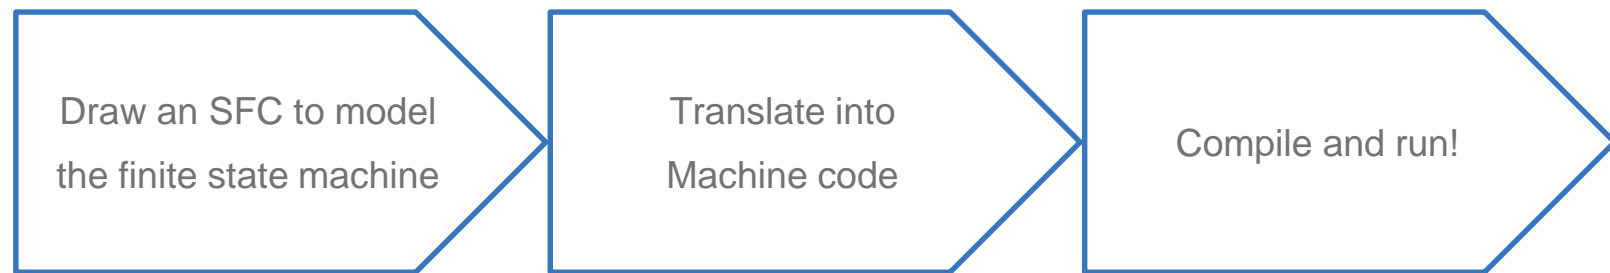 Draw an SFC to model
the finite state machine
Translate into
Machine code
Compile and run!